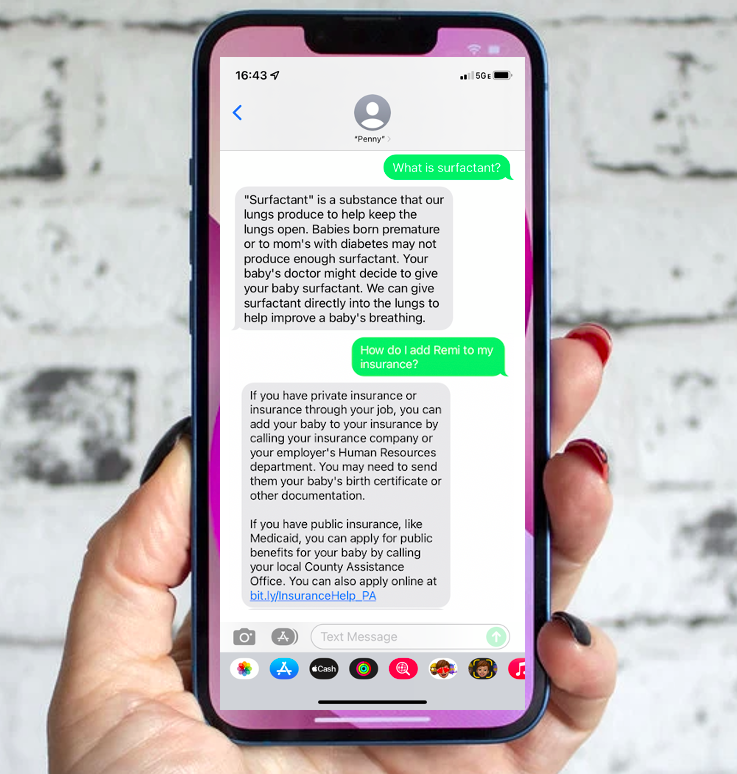 16:43
5G E
"Penny"
What is surfactant?
"Surfactant" is a substance that our
lungs produce to help keep the
lungs open. Babies born premature
or to mom's with diabetes may not
produce enough surfactant. Your
baby's doctor might decide to give
your baby surfactant. We can give
surfactant directly into the lungs to
help improve a baby's breathing.
How do I add Remi to my
insurance?
If you have private insurance or
insurance through your job, you can
add your baby to your insurance by
calling your insurance company or
your employer's Human Resources
department. You may need to send
them your baby's birth certificate or
other documentation.
If you have public insurance, like
Medicaid, you can apply for public
benefits for your baby by calling
your local County Assistance
Office. You can also apply online at
bit.ly/InsuranceHelp_PA
Text Message
Cash